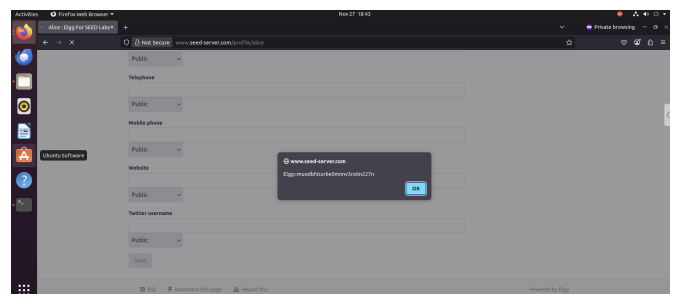 Activities
Firefox Web Browser
Nov 27 18:43
Alice : Elgg For SEED Labs
Private browsing
Not Secure
www.seed-server.com/profile/alice
Public
Telephone
Public
Mobile phone
Public
Ubuntu Software
www.seed-server.com
Website
OK
Public
Twitter username
Public
Save
RSS
Bookmark this page
Report this
Powered by Elgg